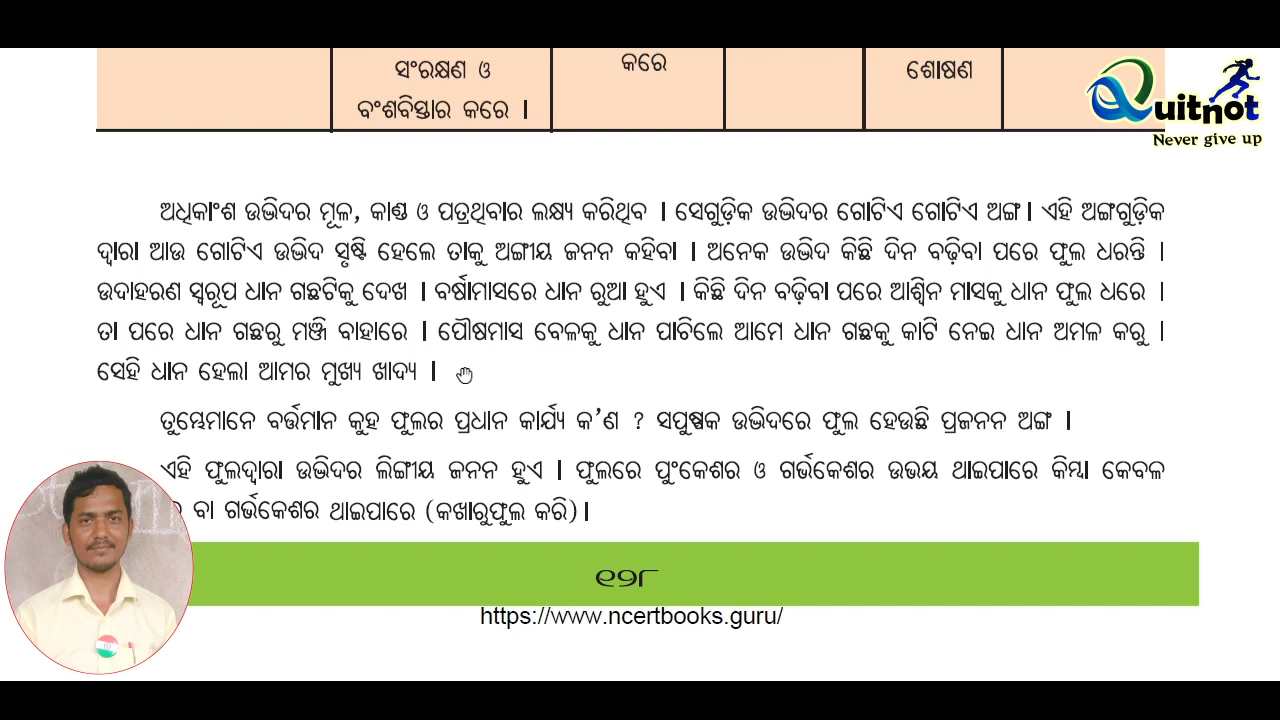 ସଂରକ୍ଷଣ ଓ
ବଂଶବିସ୍ତାର କରେ ।
କରେ
ଶୋଷଣ
Quitnot
Never give up
ଅଧିକାଂଶ ଉଦ୍ଭିଦର ମୂଳ, କାଣ୍ଡ ଓ ପତ୍ରଥିବାର ଲକ୍ଷ୍ୟ କରିଥିବ । ସେଗୁଡ଼ିକ ଉଦ୍ଭିଦର ଗୋଟିଏ ଗୋଟିଏ ଅଙ୍ଗ। ଏହି ଅଙ୍ଗଗୁଡ଼ିକ
ଦ୍ୱାରା ଆଉ ଗୋଟିଏ ଉଦ୍ଭିଦ ସୃଷ୍ଟି ହେଲେ ତାକୁ ଅଙ୍ଗୀୟ ଜନନ କହିବା । ଅନେକ ଉଦ୍ଭିଦ କିଛି ଦିନ ବଢ଼ିବା ପରେ ଫୁଲ ଧରନ୍ତି ।
ଉଦାହରଣ ସ୍ୱରୂପ ଧାନ ଗଛଟିକୁ ଦେଖ । ବର୍ଷାମାସରେ ଧାନ ରୁଆ ହୁଏ । କିଛି ଦିନ ବଢ଼ିବା ପରେ ଆଶ୍ୱିନ ମାସକୁ ଧାନ ଫୁଲ ଧରେ ।
ତା ପରେ ଧାନ ଗଛରୁ ମଞ୍ଜି ବାହାରେ । ପୌଷମାସ ବେଳକୁ ଧାନ ପାଚିଲେ ଆମେ ଧାନ ଗଛକୁ କାଟି ନେଇ ଧାନ ଅମଳ କରୁ ।
ସେହି ଧାନ ହେଲା ଆମର ମୁଖ୍ୟ ଖାଦ୍ୟ ।
ତୁମ୍ଭେମାନେ ବର୍ତ୍ତମାନ କୁହ ଫୁଲର ପ୍ରଧାନ କାର୍ଯ୍ୟ କ’ଣ ? ସପୁଷ୍ପକ ଉଦ୍ଭିଦରେ ଫୁଲ ହେଉଛି ପ୍ରଜନନ ଅଙ୍ଗ ।
ଏହି ଫୁଲଦ୍ୱାରା ଉଦ୍ଭିଦର ଲିଙ୍ଗୀୟ ଜନନ ହୁଏ । ଫୁଲରେ ପୁଂକେଶର ଓ ଗର୍ଭକେଶର ଉଭୟ ଥାଇପାରେ କିମ୍ବା କେବଳ
ବା ଗର୍ଭକେଶର ଥାଇପାରେ (କଖାରୁଫୁଲ କରି)।
୧୨୮
https://www.ncertbooks.guru/